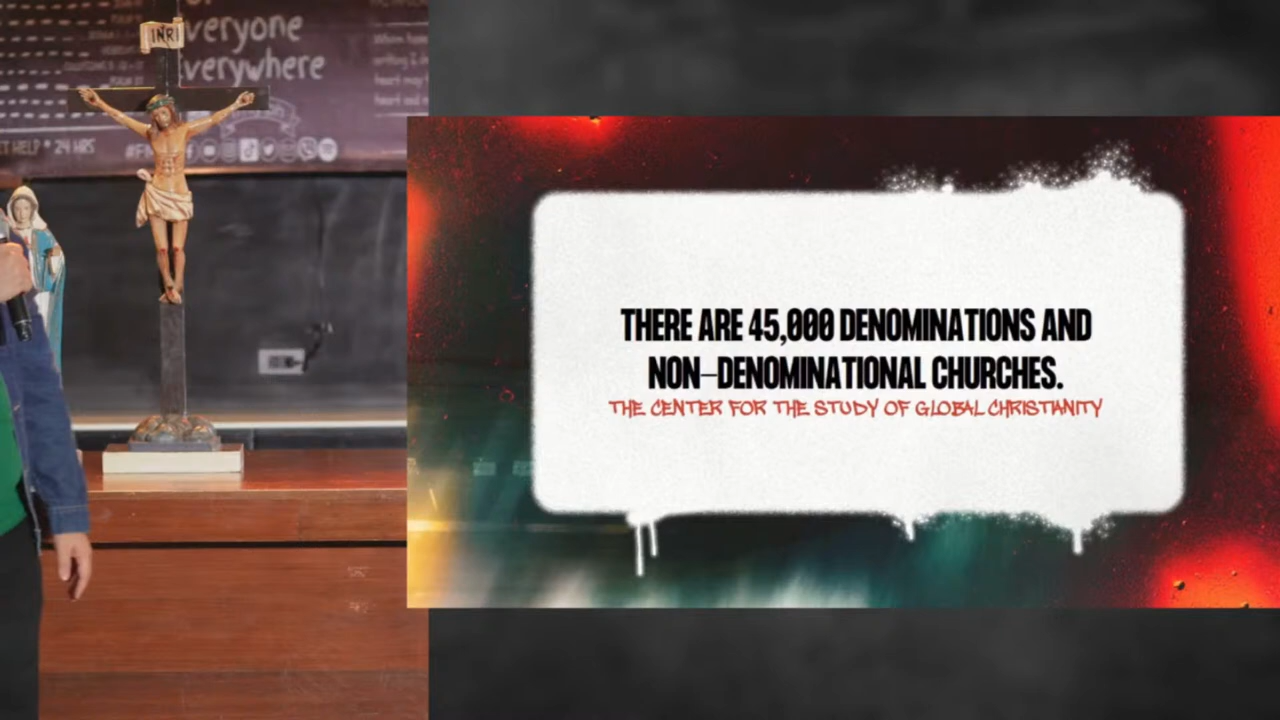 INRI
veryone
verywhere
ET HELP * 24 HRS
THERE ARE 45,000 DENOMINATIONS AND
NON–DENOMINATIONAL CHURCHES.
THE CENTER FOR THE STUDY OF GLOBAL CHRISTIANITY